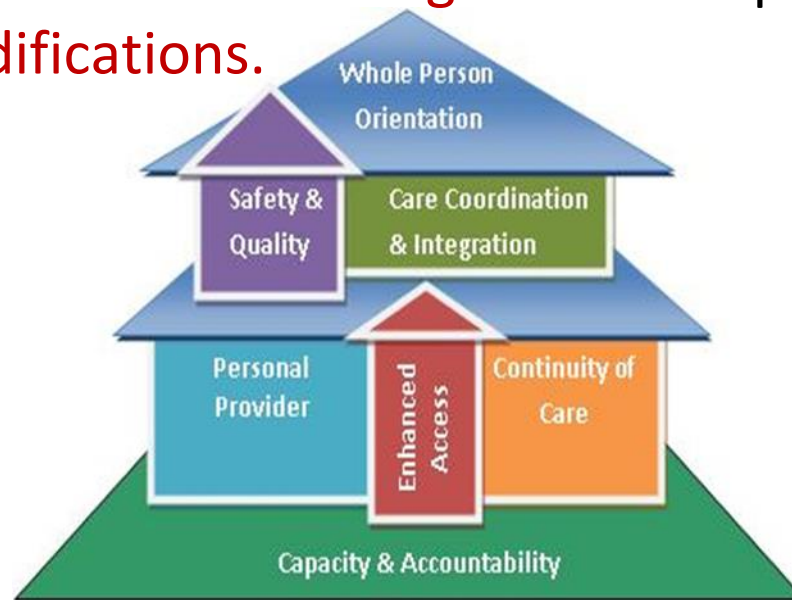 difications.
Whole Person
Orientation
Safety &
Quality
Care Coordination
& Integration
Personal
Provider
Enhanced
Access
Continuity of
Care
Capacity & Accountability